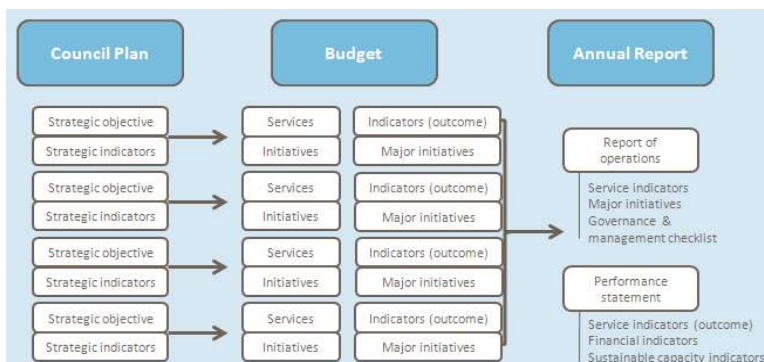 Council Plan
Budget
Annual Report
Strategic objective
Strategic indicators
Services
Initiatives
Indicators (outcome)
Major initiatives
Strategic objective
Strategic indicators
Services
Initiatives
Indicators (outcome)
Major initiatives
Strategic objective
Strategic indicators
Services
Initiatives
Indicators (outcome)
Major initiatives
Strategic objective
Strategic indicators
Services
Initiatives
Indicators (outcome)
Major initiatives
Report of
operations
Service indicators
Major initiatives
Governance &
management checklist
Performance
statement
Service indicators (outcome)
Financial indicators
Sustainable capacity indicators